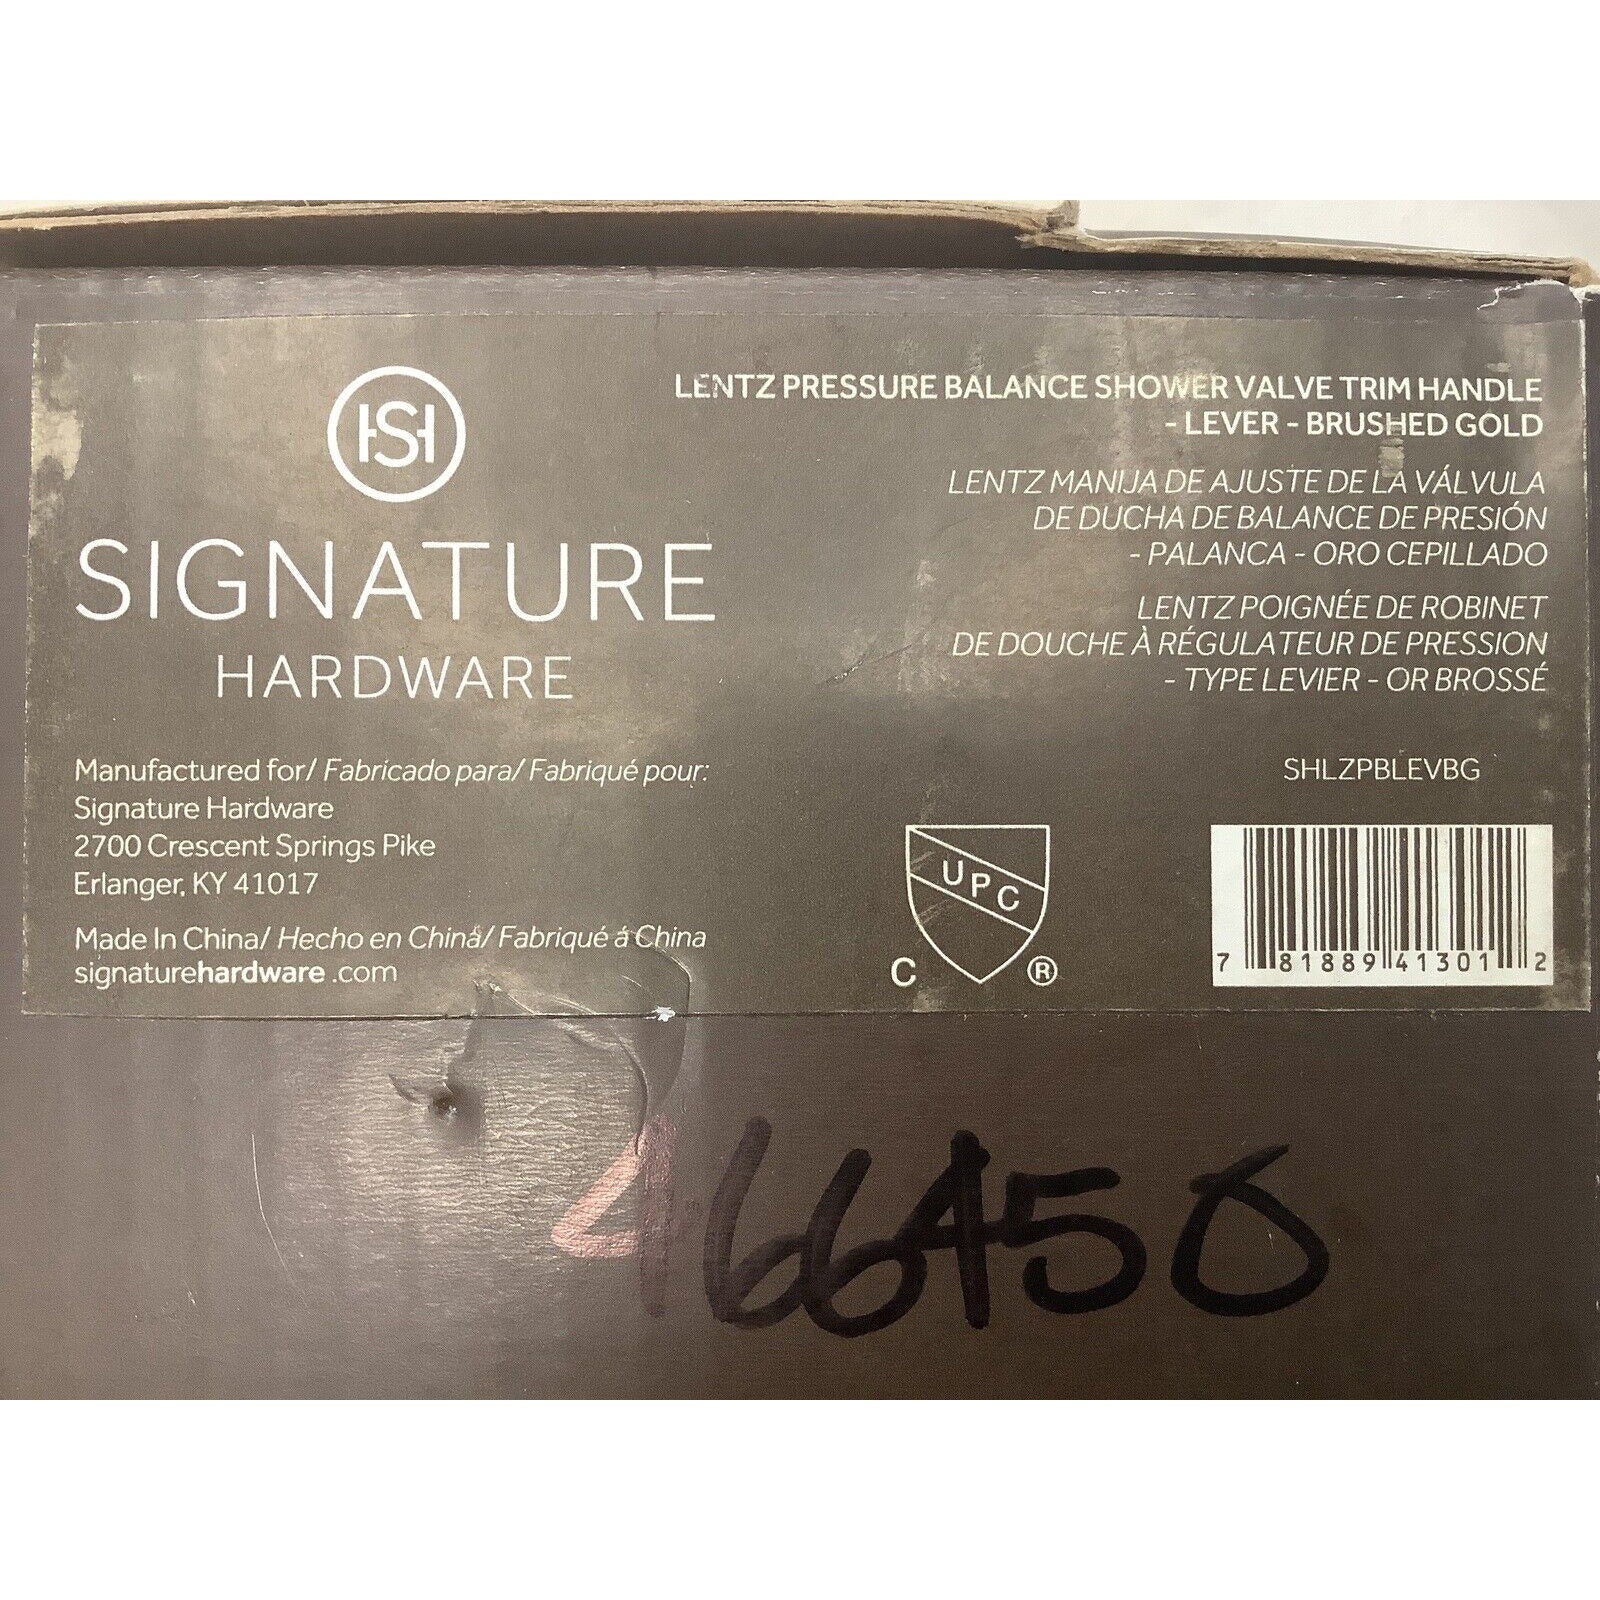 HSH
SIGNATURE
HARDWARE
Manufactured for/ Fabricado para/ Fabriqué pour:
Signature Hardware
2700 Crescent Springs Pike
Erlanger, KY 41017
Made In China/ Hecho en China/ Fabriqué á China
signaturehardware .com
LENTZ PRESSURE BALANCE SHOWER VALVE TRIM HANDLE
- LEVER - BRUSHED GOLD
LENTZ MANIJA DE AJUSTE DE LA VÁLVULA
DE DUCHA DE BALANCE DE PRESIÓN
- PALANCA - ORO CEPILLADO
LENTZ POIGNÉE DE ROBINET
DE DOUCHE À RÉGULATEUR DE PRESSION
- TYPE LEVIER - OR BROSSÉ
SHLZPBLEVBG
UPC
C ®
7 81889 41301 2
466450